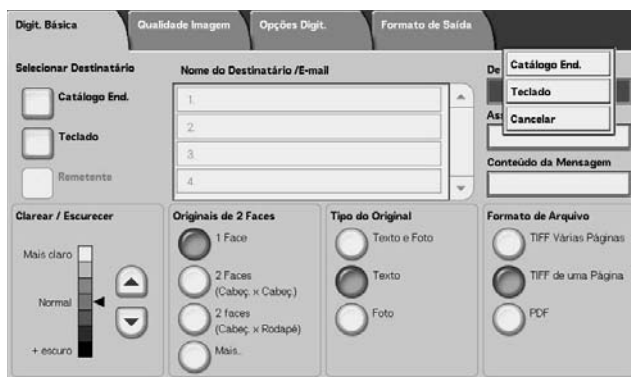 Digit. Básica
Qualidade Imagem
Opções Digit.
Formato de Saída
Selecionar Destinatário
Catálogo End.
Teclado
Remetente
Nome do Destinatário /E-mail
1.
2.
3.
4.
De
As
Catálogo End.
Teclado
Cancelar
Conteúdo da Mensagem
Clarear / Escurecer
Mais claro
Normal
+ escuro
Originais de 2 Faces
1 Face
2 Faces
(Cabeç. x Cabeç.)
2 faces
(Cabeç. x Rodapé)
Mais..
Tipo do Original
Texto e Foto
Texto
Foto
Formato de Arquivo
TIFF Várias Páginas
TIFF de uma Página
PDF